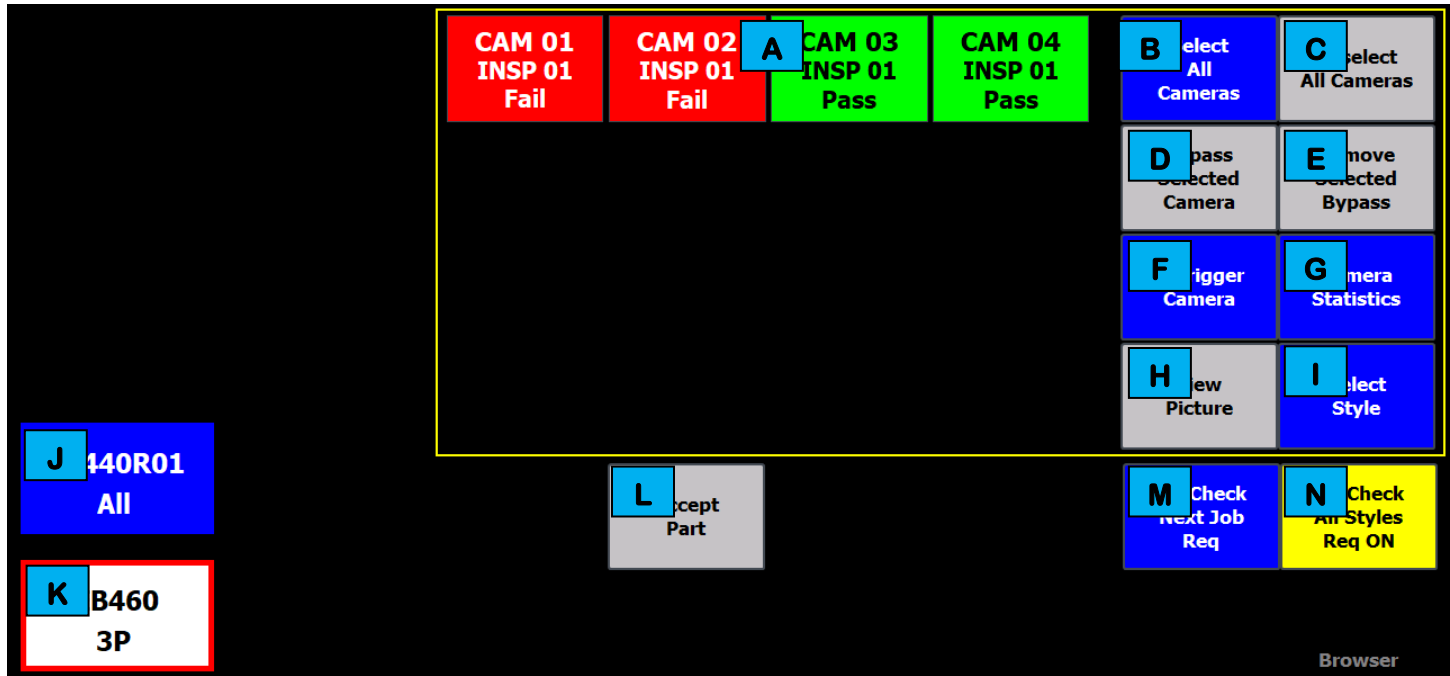 CAM 01
INSP 01
Fail
CAM 02
INSP 01
Fail
A
CAM 03
INSP 01
Pass
CAM 04
INSP 01
Pass
B
elect
All
Cameras
C
select
All Cameras
D
pass
Selected
Camera
E
move
Selected
Bypass
F
rigger
Camera
G
mera
Statistics
H
iew
Picture
I
elect
Style
J
440R01
All
K
B460
3P
L
ccept
Part
M
Check
Next Job
Req
N
Check
All Styles
Req ON
Browser